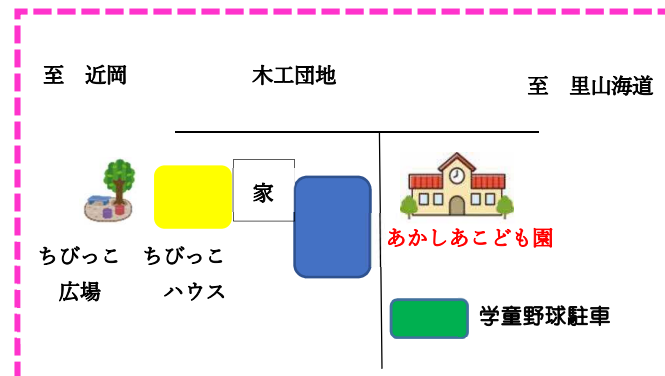 至　近岡
木工団地
至　里山海道
家
あかしあこども園
ちびっこ
広場
ちびっこ
ハウス
学童野球駐車